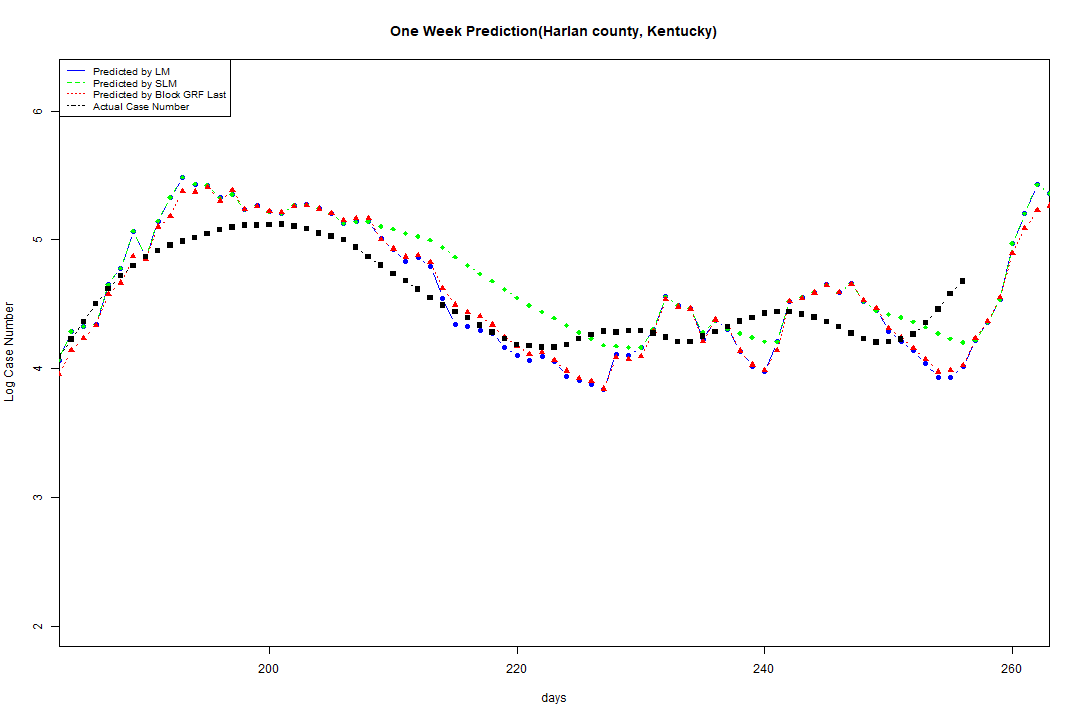 One Week Prediction(Harlan county, Kentucky)
Predicted by LM
Predicted by SLM
Predicted by Block GRF Last
Actual Case Number
6
5
4
3
2
Log Case Number
200
220
240
260
days